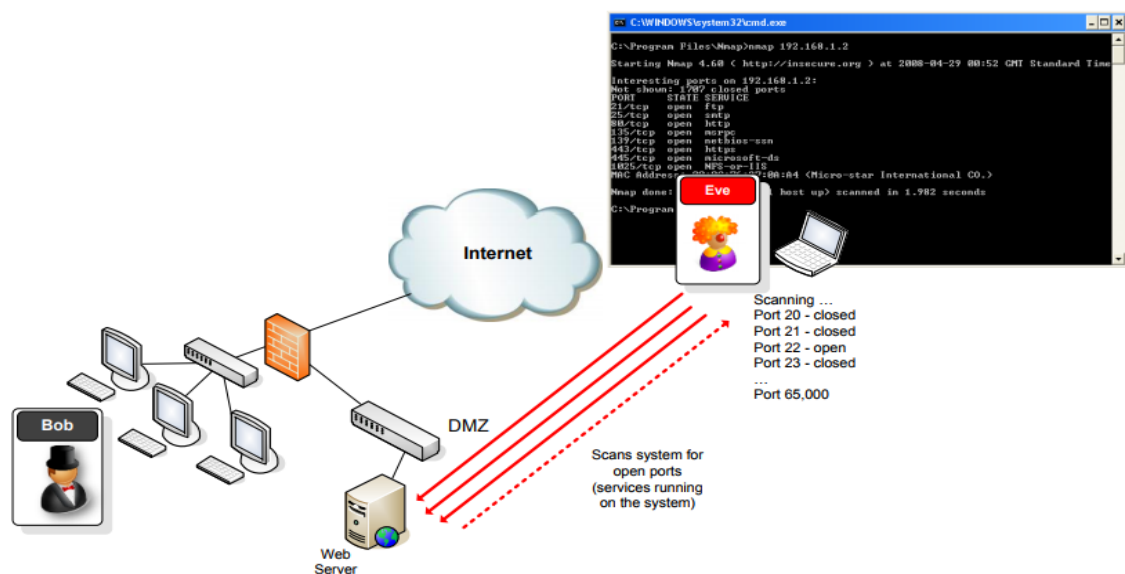 C:\WINDOWS\system32\cmd.exe
C:\Program Files\Nmap>nmap 192.168.1.2
Starting Nmap 4.60 ( http://insecure.org ) at 2008-04-29 00:52 GMT Standard Time
Interesting ports on 192.168.1.2:
Not shown: 1707 closed ports
PORT STATE SERVICE
21/tcp open ftp
25/tcp open smtp
80/tcp open http
135/tcp open msrpc
139/tcp open netbios-ssn
443/tcp open https
445/tcp open microsoft-ds
1025/tcp open NFS-or-IIS
MAC Address: :0A:A4 (Micro-star International CO.)
Nmap done: host up) scanned in 1.982 seconds
C:\Program
Eve
Internet
Scanning ...
Port 20 - closed
Port 21 - closed
Port 22 - open
Port 23 - closed
...
Port 65,000
Bob
DMZ
Scans system for
open ports
(services running
on the system)
Web
Server